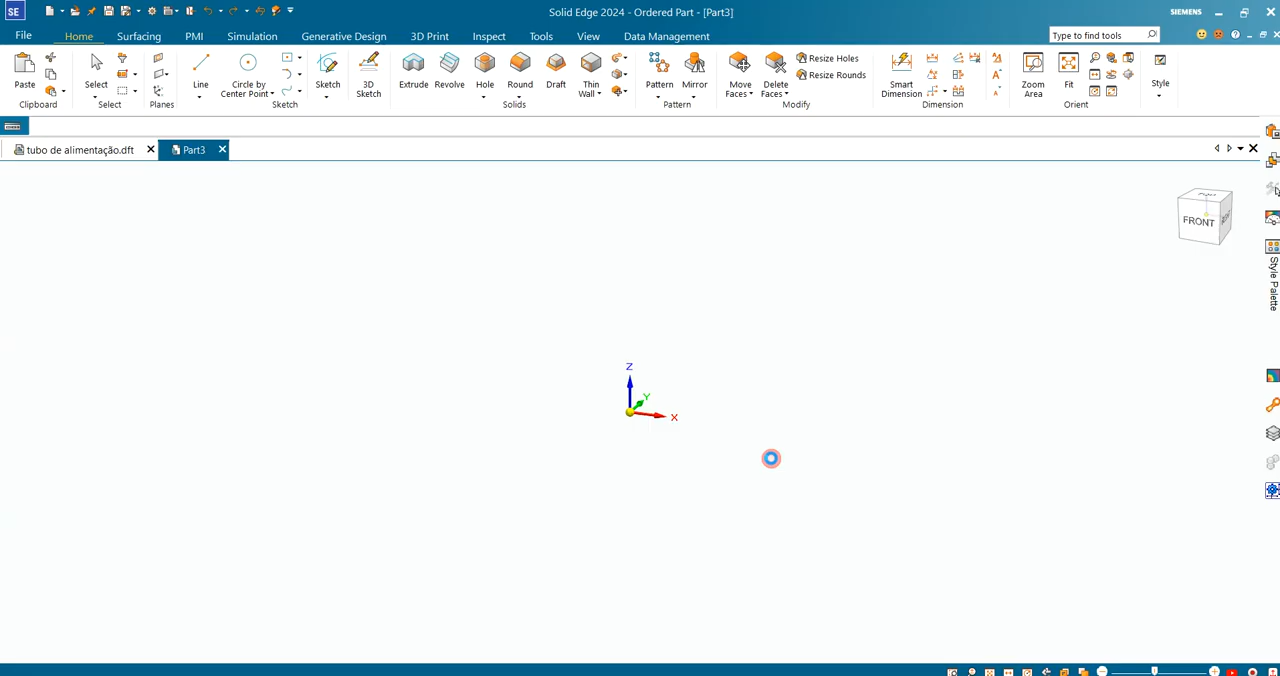 SE
Solid Edge 2024 - Ordered Part - [Part3]
SIEMENS
File Home Surfacing PMI Simulation Generative Design 3D Print Inspect Tools View Data Management
Type to find tools
Paste
Clipboard
Select
Select
Planes
Line
Circle by
Center Point
Sketch
Sketch
3D
Sketch
Extrude
Revolve
Hole
Round
Draft
Thin
Wall
Solids
Pattern
Mirror
Pattern
Move
Faces
Delete
Faces
Resize Holes
Resize Rounds
Modify
Smart
Dimension
Dimension
Zoom
Area
Fit
Orient
Style
tubo de alimentação.dft
Part3
FRONT
Style Palette
Z
Y
X